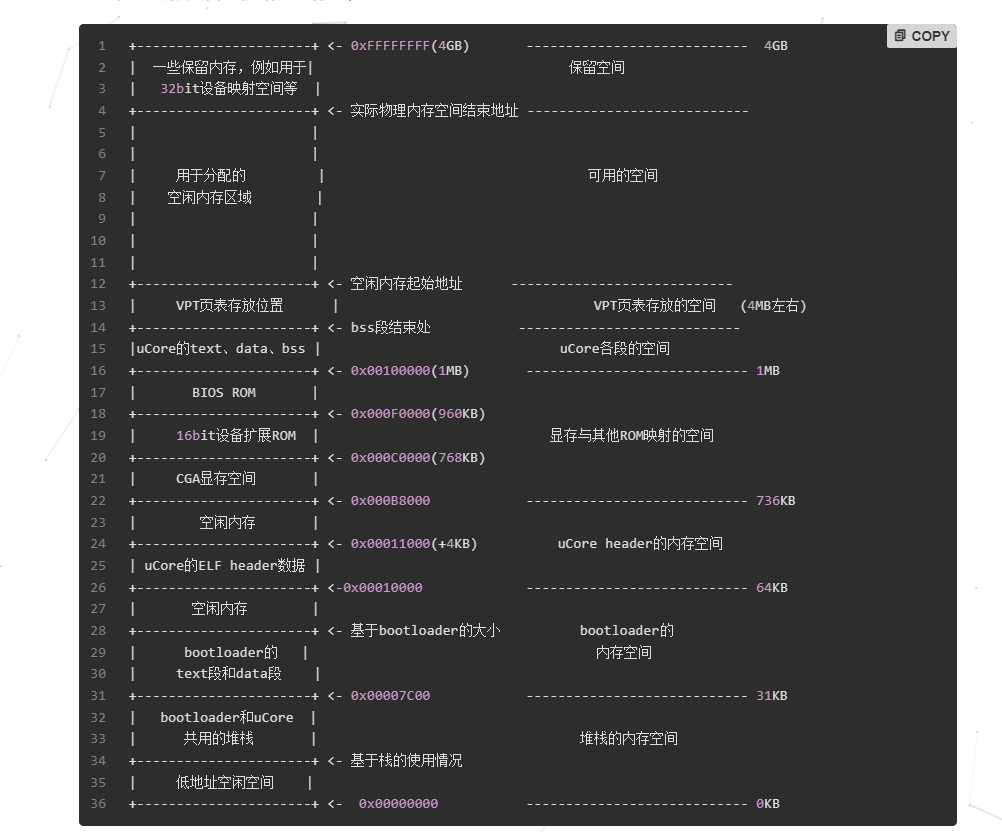 COPY
1 +----------------------+ <- 0xFFFFFFFF(4GB)       ----------------------------  4GB
2 |  一些保留内存，例如用于|                                保留空间
3 |   32bit设备映射空间等  |
4 +----------------------+ <- 实际物理内存空间结束地址 ----------------------------
5 |                      |
6 |                      |
7 |     用于分配的         |                                 可用的空间
8 |    空闲内存区域        |
9 |                      |
10 |                      |
11 |                      |
12 +----------------------+ <- 空闲内存起始地址      ----------------------------
13 |     VPT页表存放位置      |                                VPT页表存放的空间   (4MB左右)
14 +----------------------+ <- bss段结束处           ----------------------------
15 |uCore的text、data、bss |                              uCore各段的空间
16 +----------------------+ <- 0x00100000(1MB)       ---------------------------- 1MB
17 |       BIOS ROM       |
18 +----------------------+ <- 0x000F0000(960KB)
19 |     16bit设备扩展ROM  |                             显存与其他ROM映射的空间
20 +----------------------+ <- 0x000C0000(768KB)
21 |     CGA显存空间       |
22 +----------------------+ <- 0x000B8000            ---------------------------- 736KB
23 |        空闲内存       |
24 +----------------------+ <- 0x00011000(+4KB)          uCore header的内存空间
25 | uCore的ELF header数据 |
26 +----------------------+ <-0x00010000             ---------------------------- 64KB
27 |       空闲内存        |
28 +----------------------+ <- 基于bootloader的大小          bootloader的
29 |      bootloader的   |                                    内存空间
30 |     text段和data段    |
31 +----------------------+ <- 0x00007C00            ---------------------------- 31KB
32 |   bootloader和uCore  |
33 |      共用的堆栈       |                                 堆栈的内存空间
34 +----------------------+ <- 基于栈的使用情况
35 |     低地址空闲空间    |
36 +----------------------+ <-  0x00000000           ---------------------------- 0KB